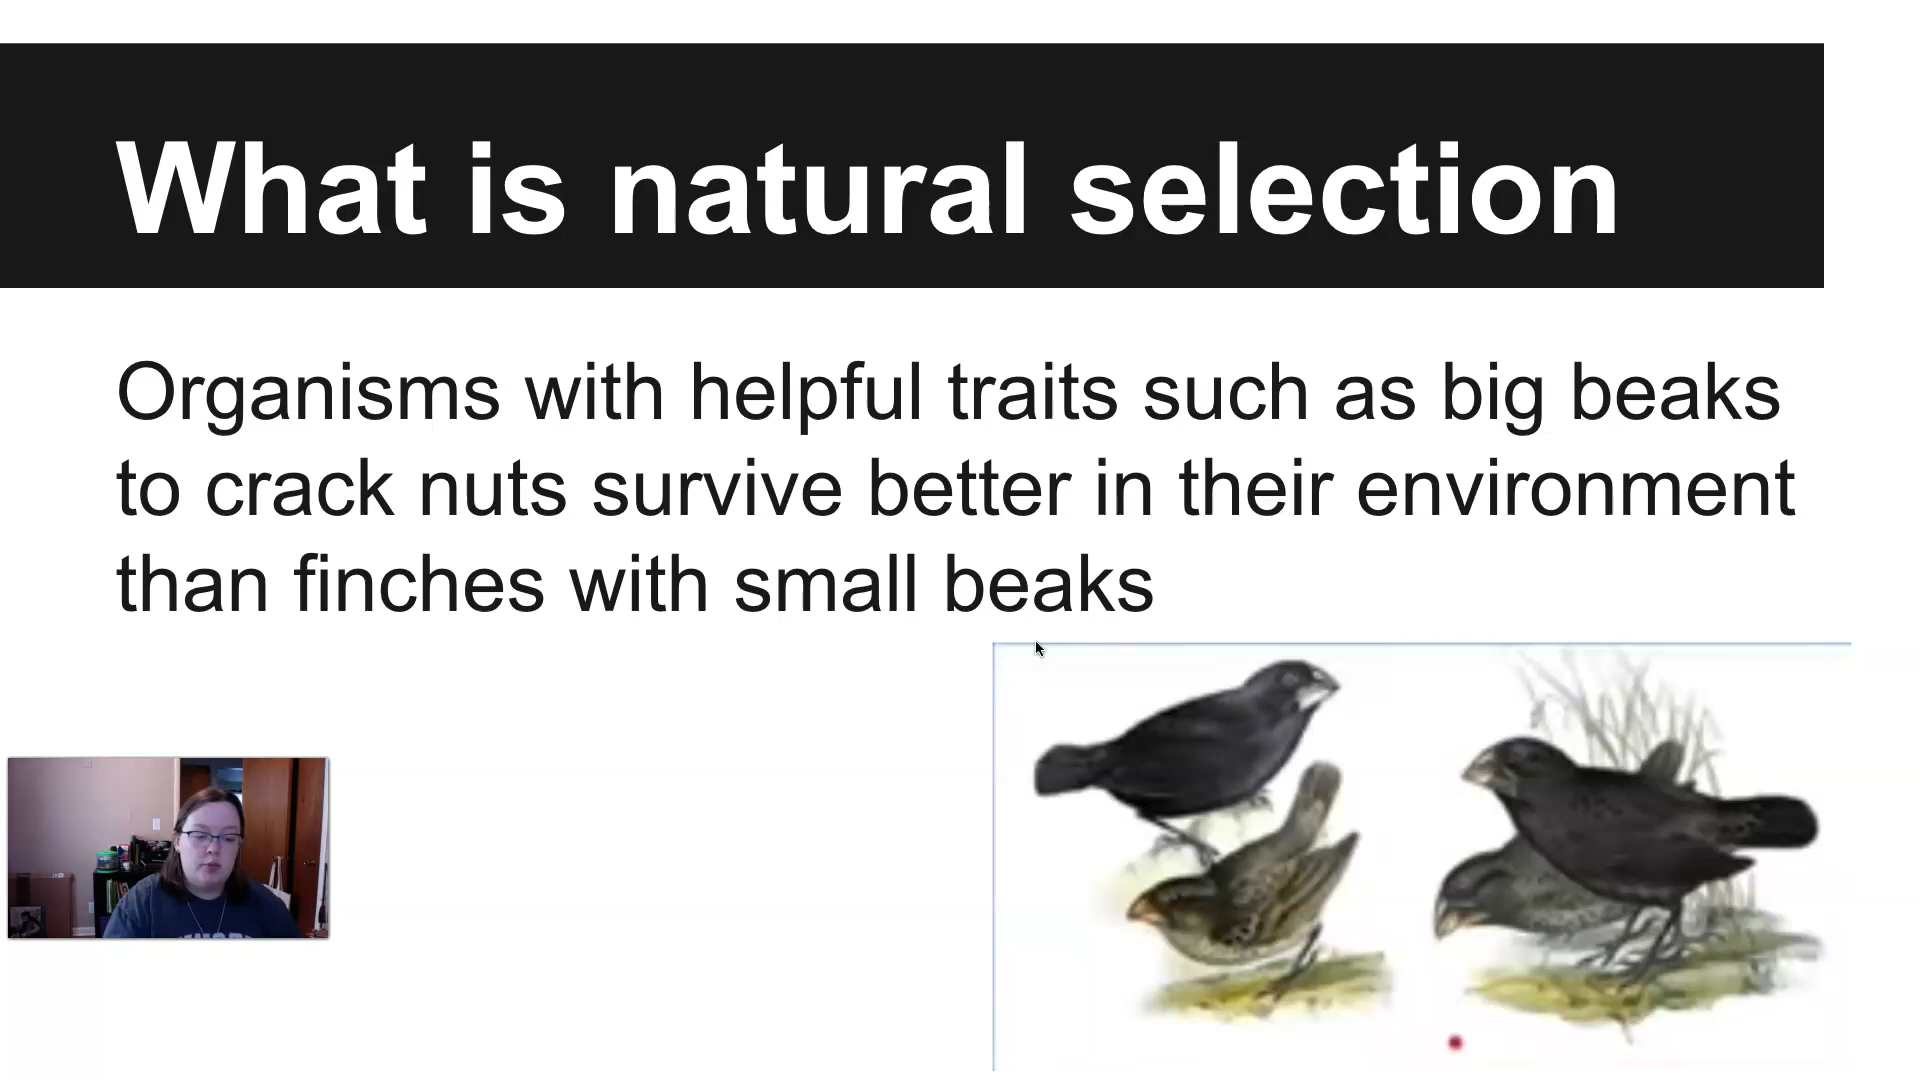 What is natural selection
Organisms with helpful traits such as big beaks
to crack nuts survive better in their environment
than finches with small beaks